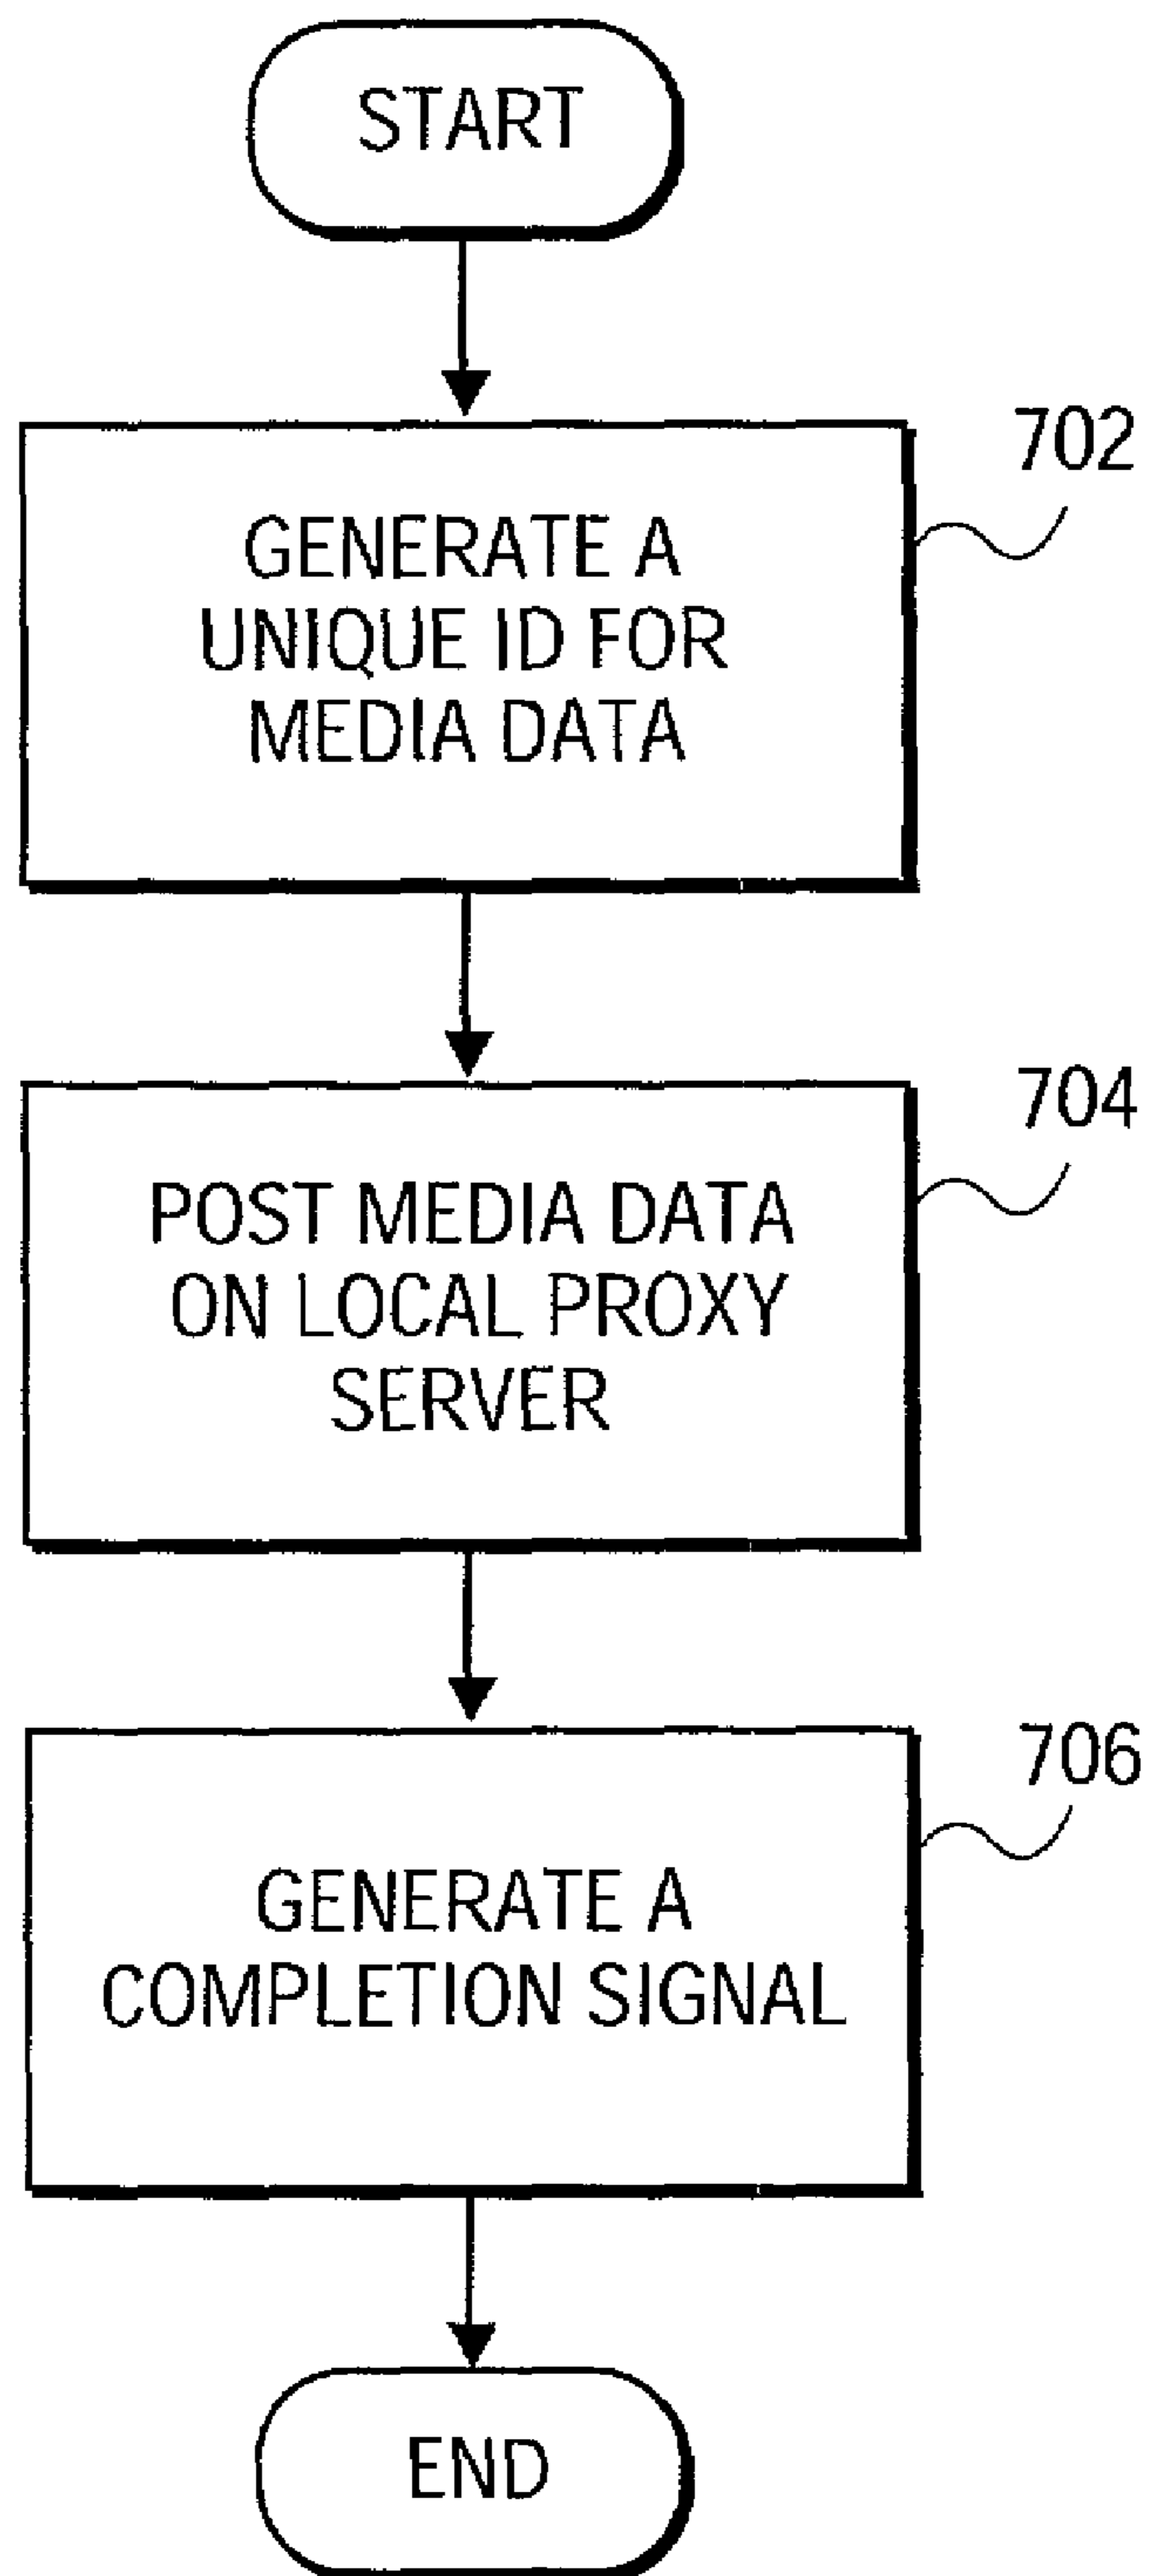 START
702
GENERATE A
UNIQUE ID FOR
MEDIA DATA
704
POST MEDIA DATA
ON LOCAL PROXY
SERVER
706
GENERATE A
COMPLETION SIGNAL
END